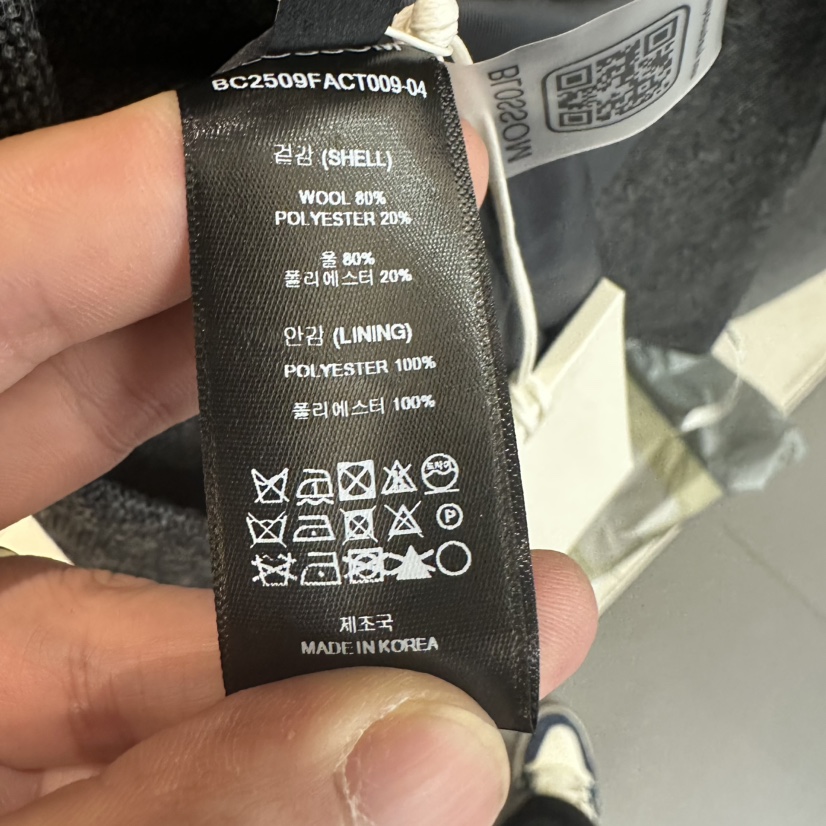 BC2509FACT009-04
겉감 (SHELL)
WOOL 80%
POLYESTER 20%
울 80%
폴리에스터 20%
안감 (LINING)
POLYESTER 100%
폴리에스터 100%
드라이
P
제조국
MADE IN KOREA
BLOSSOM